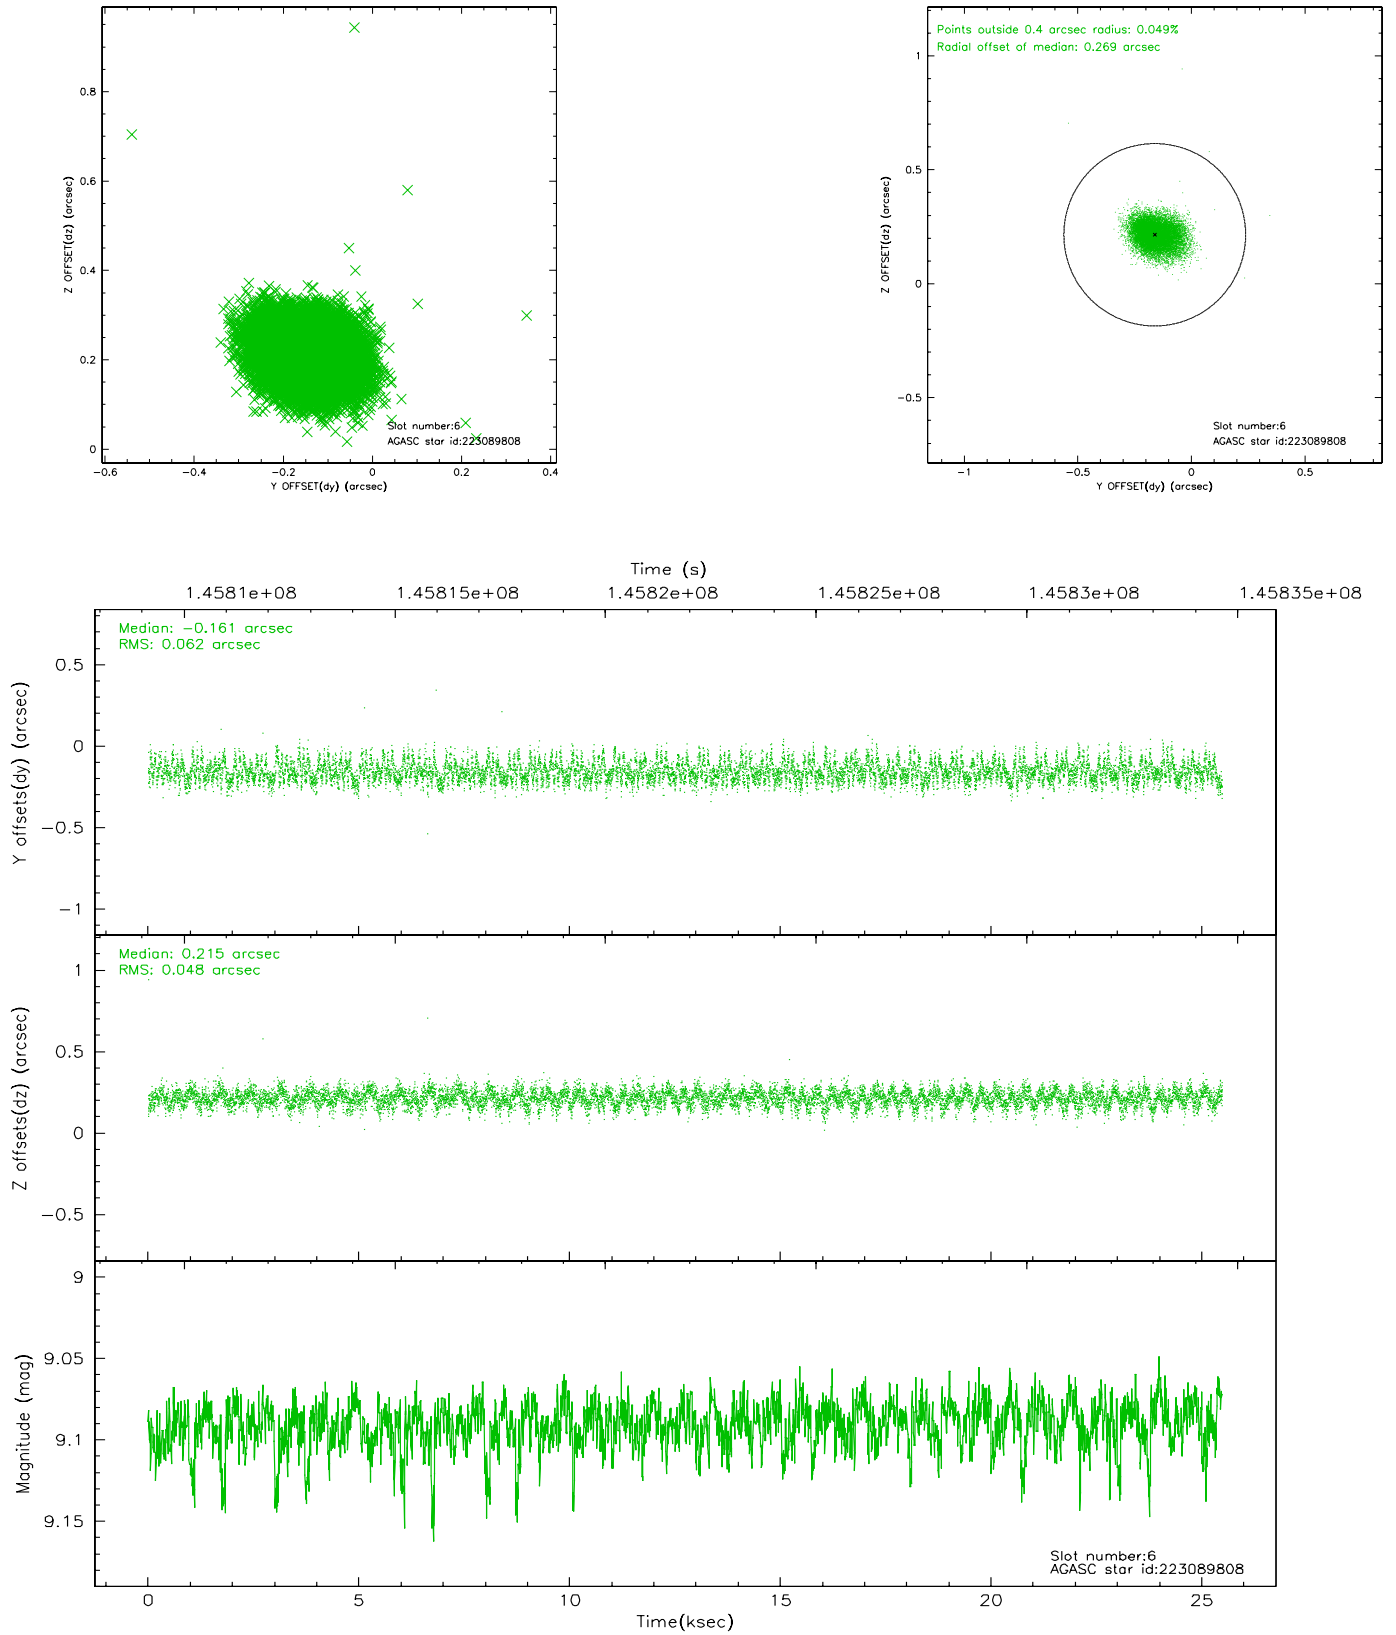 0.8
0.6
0.4
0.2
0
Z OFFSET(dz) (arcsec)
Slot number:6
AGASC star id:223089808
−0.6 −0.4 −0.2 0 0.2 0.4
Y OFFSET(dy) (arcsec)
Points outside 0.4 arcsec radius: 0.049%
Radial offset of median: 0.269 arcsec
1
0.5
0
−0.5
Z OFFSET(dz) (arcsec)
Slot number:6
AGASC star id:223089808
−1 −0.5 0 0.5
Y OFFSET(dy) (arcsec)
Time (s)
1.4581e+08 1.45815e+08 1.4582e+08 1.45825e+08 1.4583e+08 1.45835e+08
Median: −0.161 arcsec
RMS: 0.062 arcsec
0.5
0
−0.5
−1
Y offsets(dy) (arcsec)
Median: 0.215 arcsec
RMS: 0.048 arcsec
1
0.5
0
−0.5
Z offsets(dz) (arcsec)
9
9.05
9.1
9.15
Magnitude (mag)
Slot number:6
AGASC star id:223089808
0 5 10 15 20 25
Time(ksec)